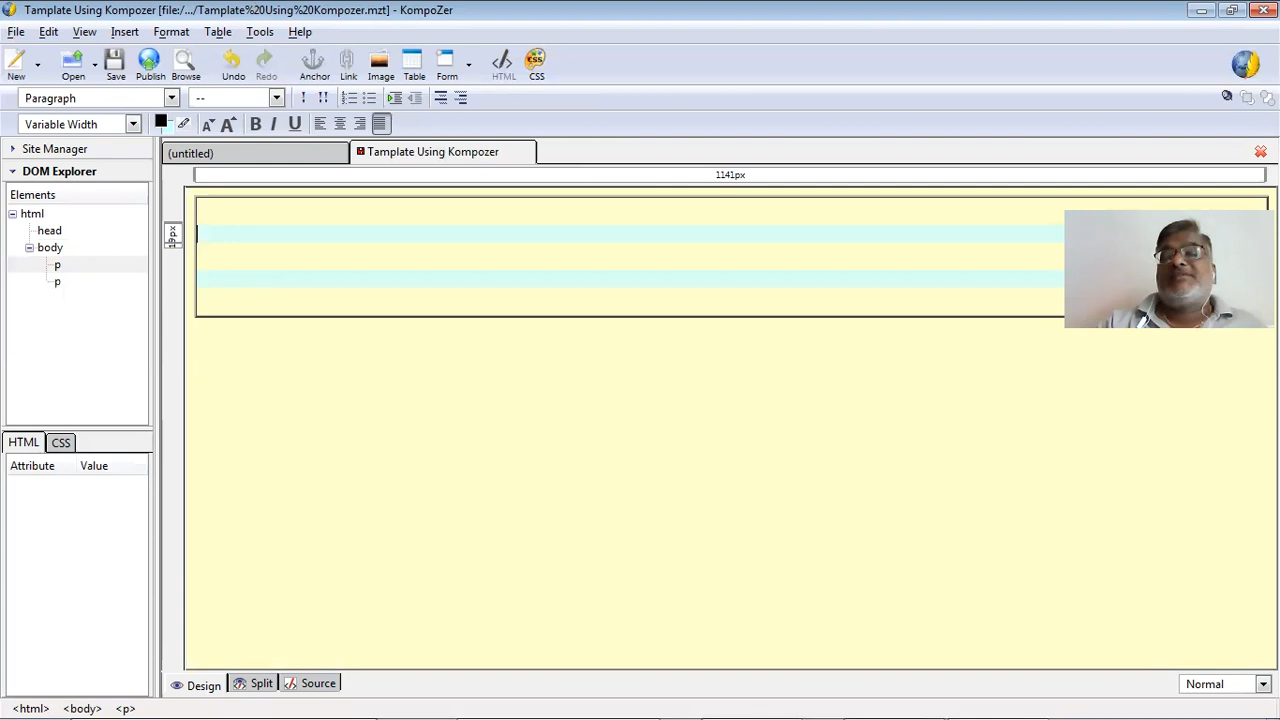 Tamplate Using Kompozer [file:/.../Tamplate%20Using%20Kompozer.mzt] - KompoZer
File Edit View Insert Format Table Tools Help
New Open Save Publish Browse Undo Redo Anchor Link Image Table Form HTML CSS
Paragraph --
Variable Width B I U
Site Manager (untitled) Tamplate Using Kompozer
DOM Explorer 1141px
Elements
html
head
body
p
p
HTML CSS
Attribute Value
Design Split Source Normal
<html> <body> <p>